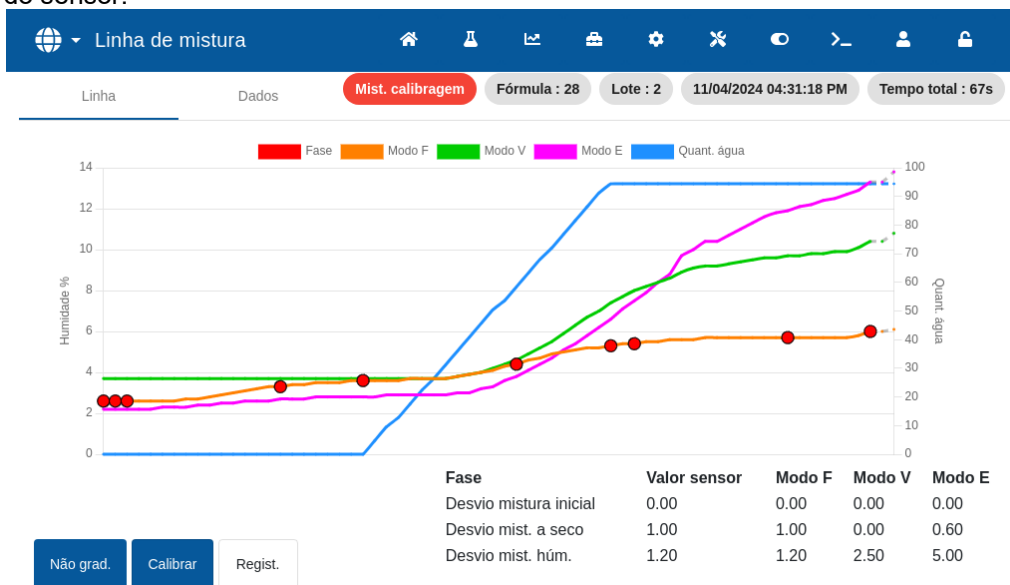 do sensor.
Linha de mistura
Linha
Dados
Mist. calibragem
Fórmula : 28
Lote : 2
11/04/2024 04:31:18 PM
Tempo total : 67s
Fase
Modo F
Modo V
Modo E
Quant. água
14
12
10
8
6
4
2
0
Humidade %
100
90
80
70
60
50
40
30
20
10
0
Quant. água
Fase Valor sensor Modo F Modo V Modo E
Desvio mistura inicial 0.00 0.00 0.00 0.00
Desvio mist. a seco 1.00 1.00 0.00 0.60
Desvio mist. húm. 1.20 1.20 2.50 5.00
Não grad.
Calibrar
Regist.